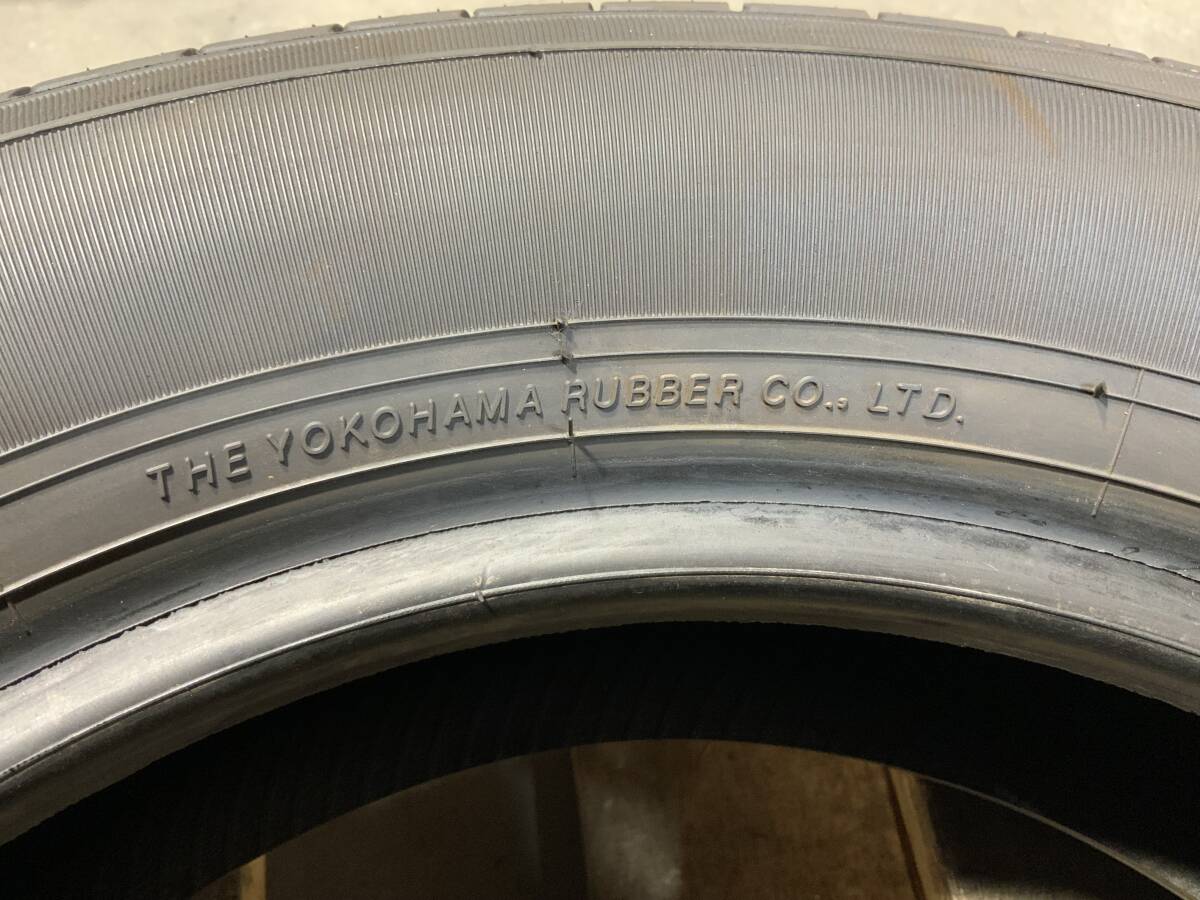 THE YOKOHAMA RUBBER CO., LTD.